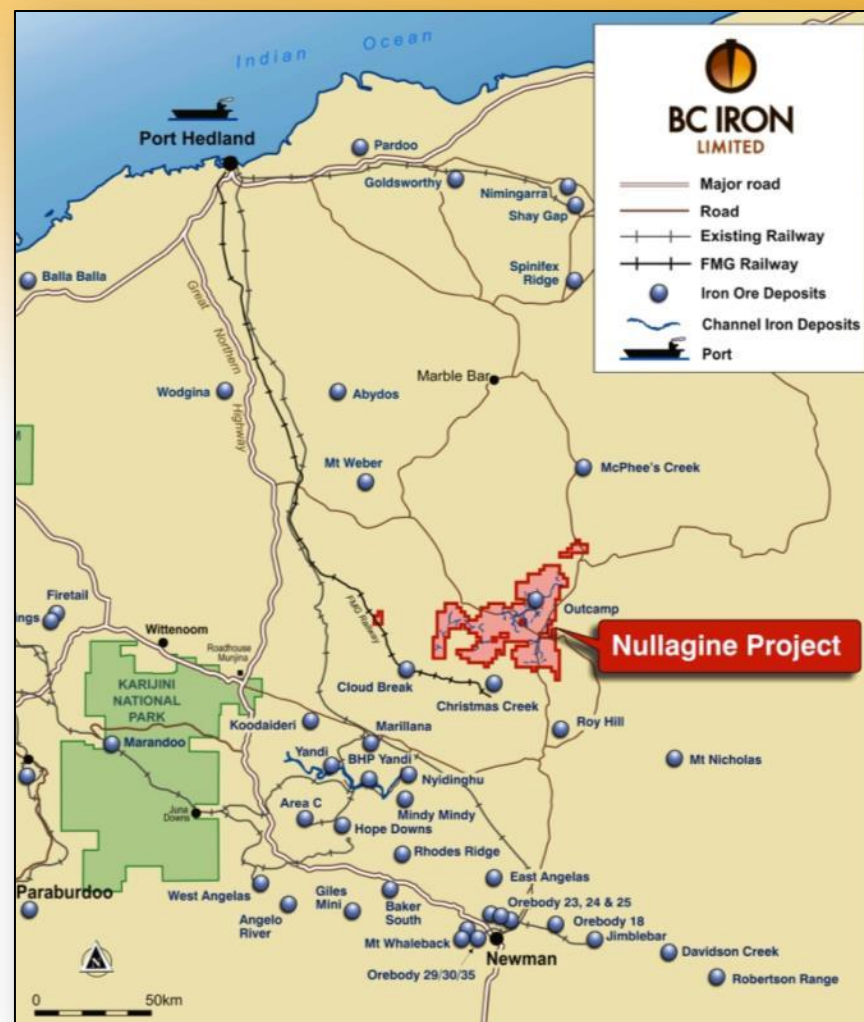 Indian Ocean
Port Hedland
Pardoo
Goldsworthy
Nimingarra
Shay Gap
Spinifex
Ridge
Balla Balla
Great Northern Highway
Wodgina
Abydos
Marble Bar
Mt Weber
McPhee's Creek
BC IRON
LIMITED
Major road
Road
Existing Railway
FMG Railway
Iron Ore Deposits
Channel Iron Deposits
Port
Firetail
ings
Wittenoom
Roadhouse
Munjina
FMG Railway
Outcamp
Nullagine Project
KARIJINI
NATIONAL
PARK
Cloud Break
Christmas Creek
Koodaideri
Marillana
Roy Hill
Marandoo
Yandi
BHP Yandi
Nyidinghu
Mt Nicholas
Area C
Mindy Mindy
Juna
Downs
Hope Downs
Rhodes Ridge
Paraburdoo
West Angelas
East Angelas
Angelo
River
Giles
Mini
Baker
South
Orebody 23, 24 & 25
Orebody 18
Mt Whaleback
Jimblebar
Newman
Davidson Creek
Orebody 29/30/35
Robertson Range
N
0 50km